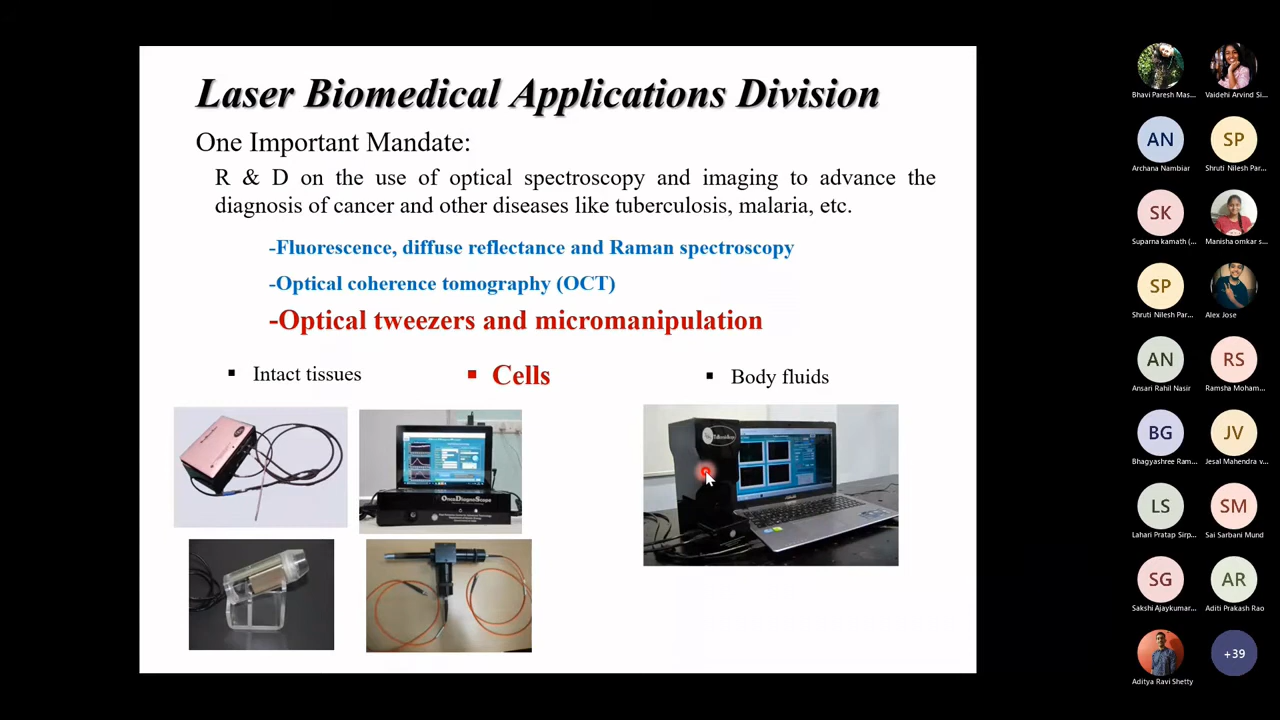 Laser Biomedical Applications Division
One Important Mandate:
R & D on the use of optical spectroscopy and imaging to advance the
diagnosis of cancer and other diseases like tuberculosis, malaria, etc.
-Fluorescence, diffuse reflectance and Raman spectroscopy
-Optical coherence tomography (OCT)
-Optical tweezers and micromanipulation
▪ Intact tissues
▪ Cells
▪ Body fluids
OncoDiagnoScope
Bhavi Paresh Mas...
Vaidehi Arvind Si...
AN
SP
Archana Nambiar
Shruti Nilesh Par...
SK
Suparna kamath (...
Manisha omkar s...
SP
Shruti Nilesh Par...
Alex Jose
AN
RS
Ansari Rahil Nasir
Ramsha Moham...
BG
JV
Bhagyashree Ram...
Jesal Mahendra v...
LS
SM
Lahari Pratap Sirp...
Sai Sarbani Mund
SG
AR
Sakshi Ajaykumar...
Aditi Prakash Rao
+39
Aditya Ravi Shetty